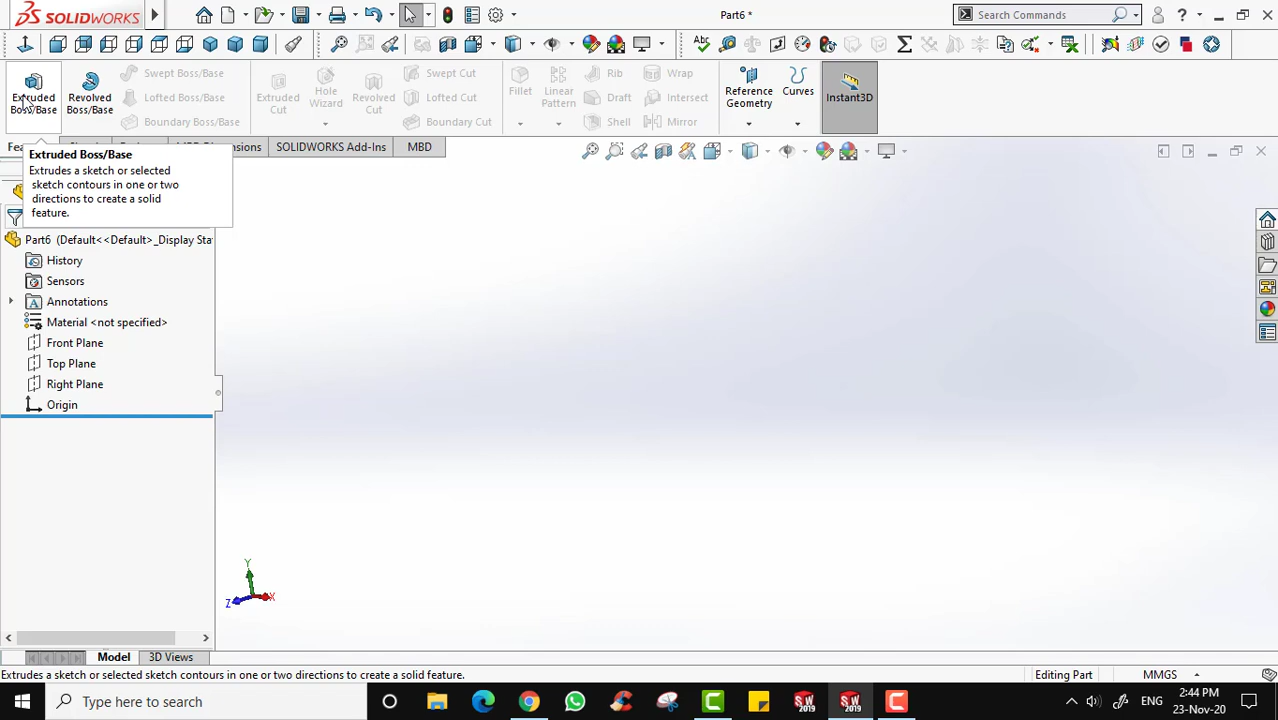 SOLIDWORKS
Part6 *
Search Commands
?
Extruded
Boss/Base
Revolved
Boss/Base
Swept Boss/Base
Lofted Boss/Base
Boundary Boss/Base
Extruded
Cut
Hole
Wizard
Revolved
Cut
Swept Cut
Lofted Cut
Boundary Cut
Fillet
Linear
Pattern
Rib
Draft
Shell
Wrap
Intersect
Mirror
Reference
Geometry
Curves
Instant3D
SOLIDWORKS Add-Ins
MBD
Extruded Boss/Base
Extrudes a sketch or selected
sketch contours in one or two
directions to create a solid
feature.
Part6 (Default<<Default>_Display Sta
History
Sensors
Annotations
Material <not specified>
Front Plane
Top Plane
Right Plane
Origin
Y
Z
X
Model
3D Views
Extrudes a sketch or selected sketch contours in one or two directions to create a solid feature.
Editing Part
MMGS
Type here to search
SW
2019
SW
2019
ENG
2:44 PM
23-Nov-20